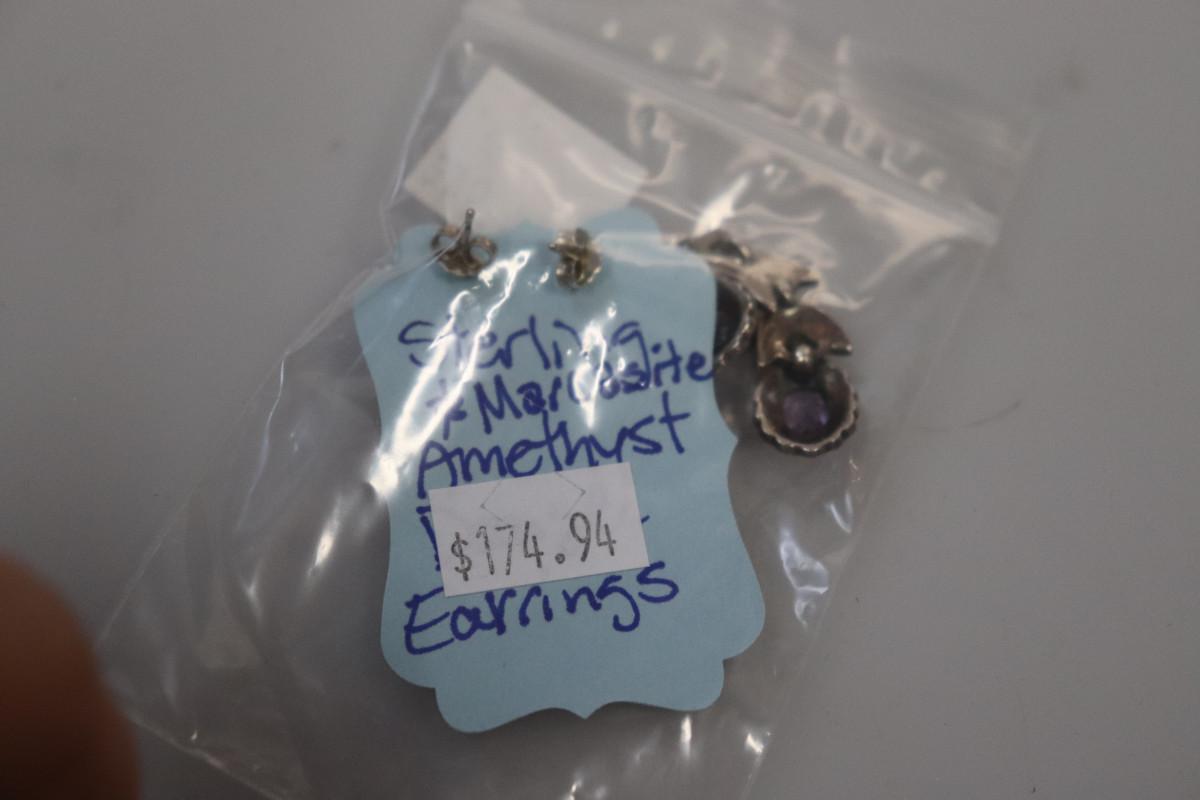 Sterling
+ Marcasite
Amethyst
$174.94
Earrings